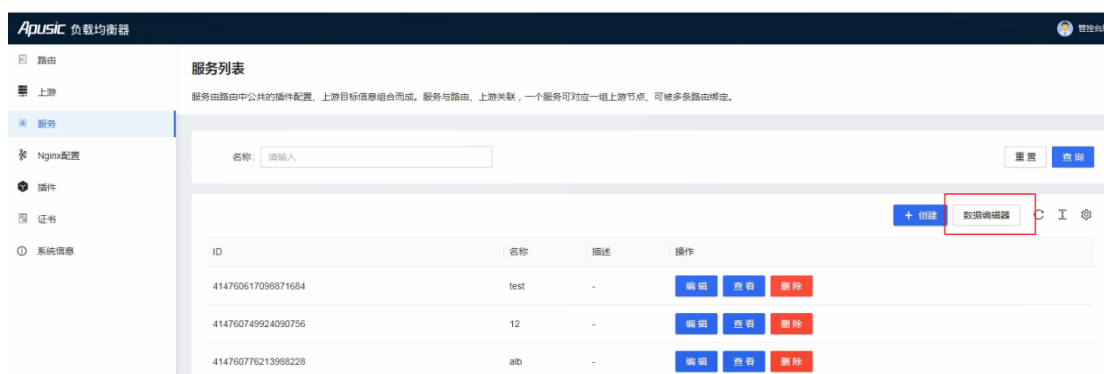 Apusic 负载均衡器
管控台
路由
上游
服务
Nginx配置
插件
证书
系统信息
服务列表
服务由路由中公共的插件配置、上游目标信息组合而成。服务与路由、上游关联，一个服务可对应一组上游节点、可被多条路由绑定。
名称: 请输入
重置 查询
+ 创建 数据编辑器
ID 名称 描述 操作
414760617098871684 test - 编辑 查看 删除
414760749924090756 12 - 编辑 查看 删除
414760776213988228 alb - 编辑 查看 删除